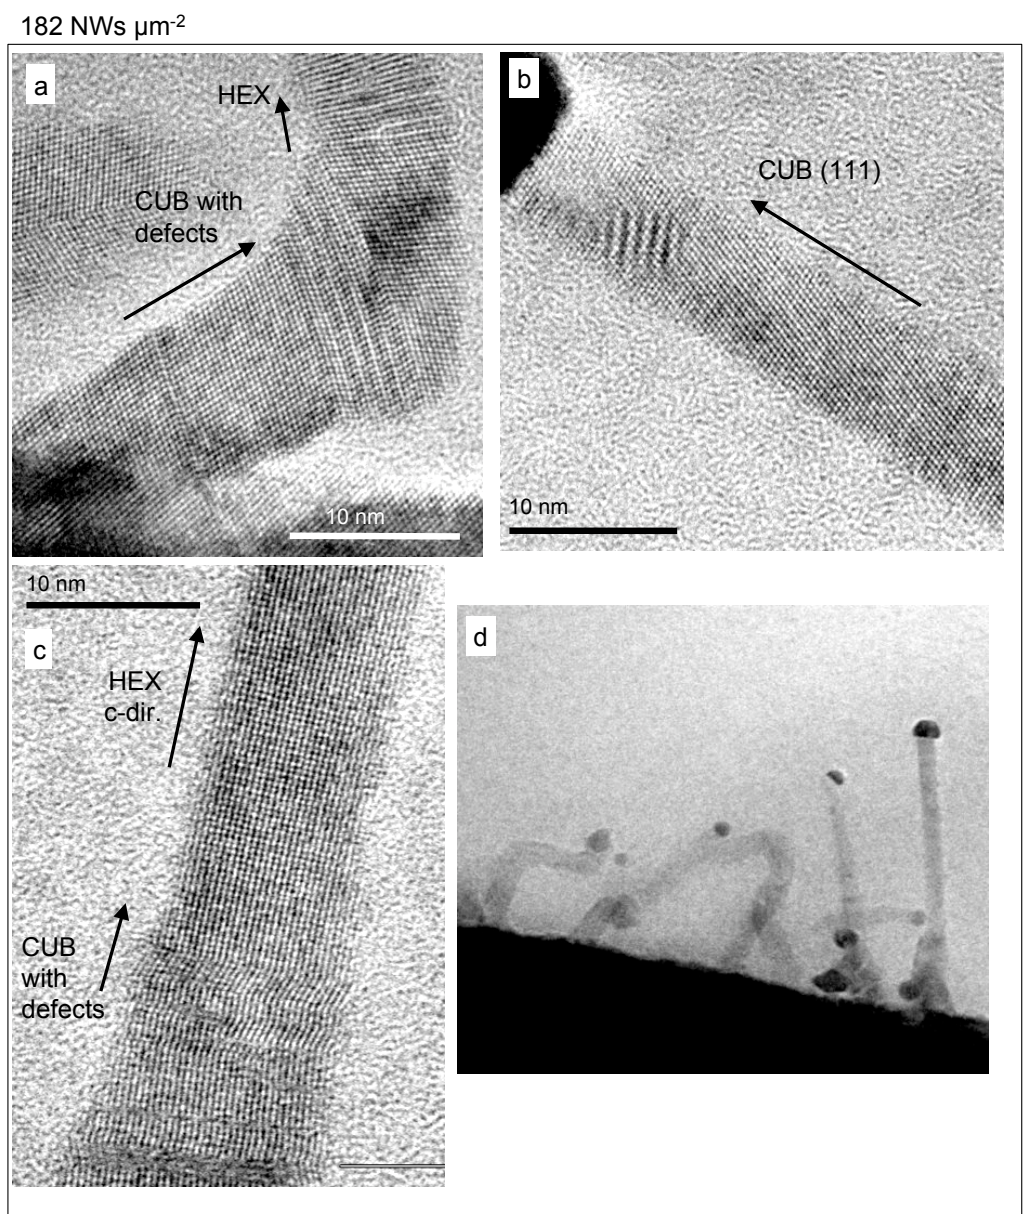 182 NWs µm-2
a
HEX
CUB with
defects
10 nm
b
CUB (111)
10 nm
10 nm
c
HEX
c-dir.
CUB
with
defects
d